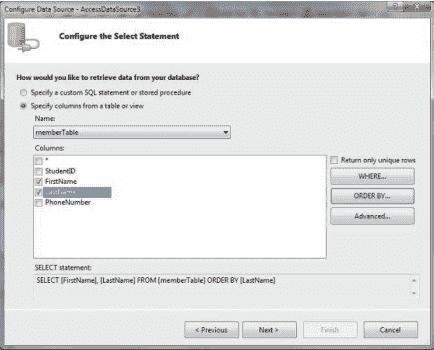 Configure Data Source - AccessDataSource3
Configure the Select Statement
How would you like to retrieve data from your database?
Specify a custom SQL statement or stored procedure
Specify columns from a table or view
Name:
memberTable
Columns:
*
StudentID
FirstName
LastName
PhoneNumber
Return only unique rows
WHERE...
ORDER BY...
Advanced...
SELECT statement:
SELECT [FirstName], [LastName] FROM [memberTable] ORDER BY [LastName]
< Previous
Next >
Finish
Cancel